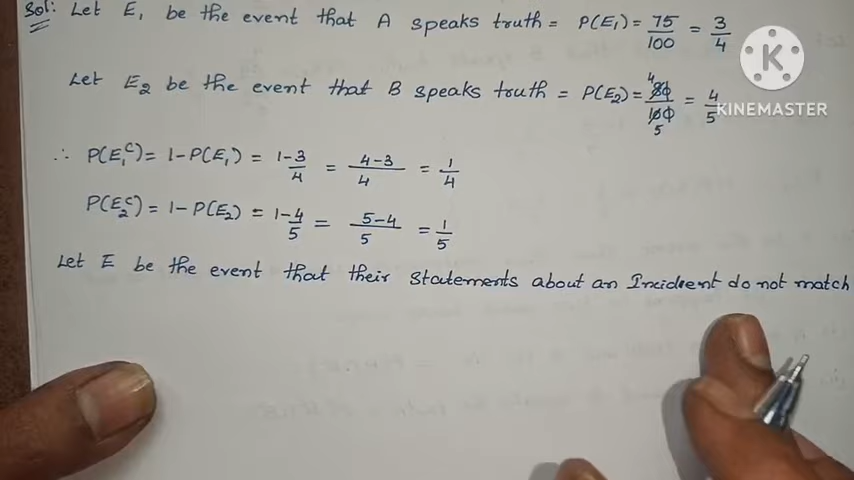 Sol: Let E₁ be the event that A speaks truth = P(E₁) = 75/100 = 3/4
KINEMASTER
Let E₂ be the event that B speaks truth = P(E₂) = 80/100 = 4/5
∴ P(E₁ᶜ) = 1 - P(E₁) = 1 - 3/4 = 4-3/4 = 1/4
P(E₂ᶜ) = 1 - P(E₂) = 1 - 4/5 = 5-4/5 = 1/5
Let E be the event that their statements about an Incident do not match